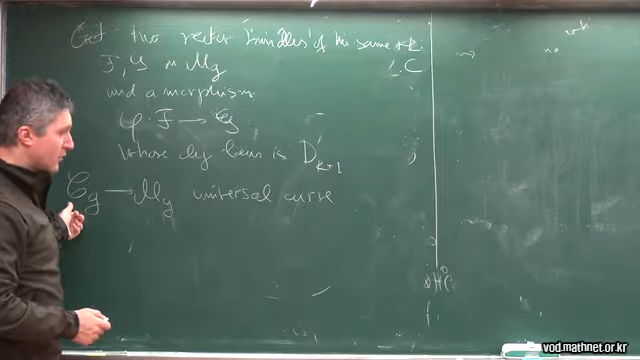 Get two vector bundles of the same rk
F, G on M_g
and a morphism
φ: F → G
whose deg locus is D_{k+1}
C_g → M_g universal curve
vod.mathnet.or.kr